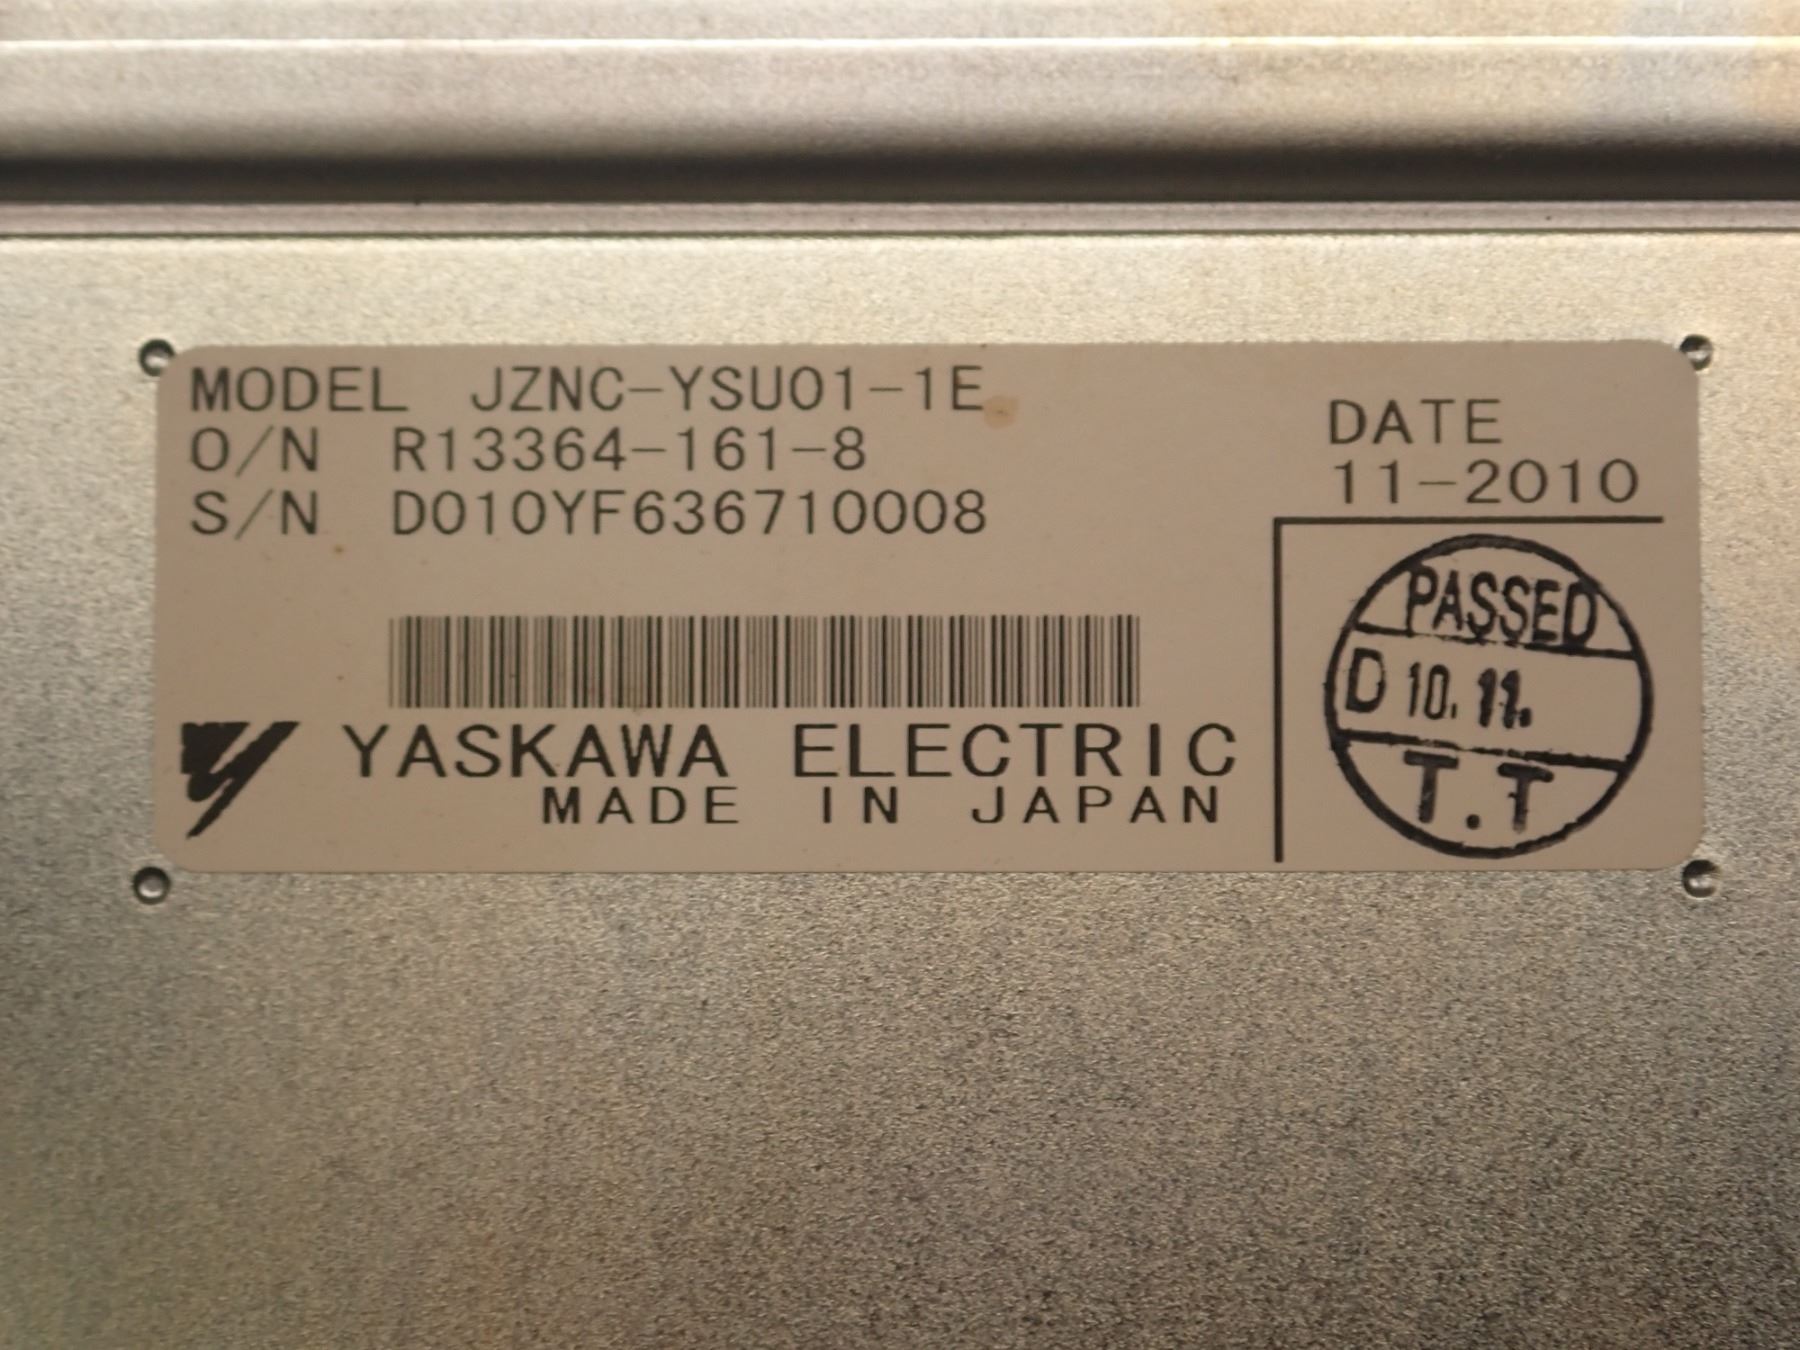 MODEL JZNC-YSU01-1E
O/N R13364-161-8
S/N D010YF636710008
DATE
11-2010
PASSED
D 10. 11.
T.T
YASKAWA ELECTRIC
MADE IN JAPAN